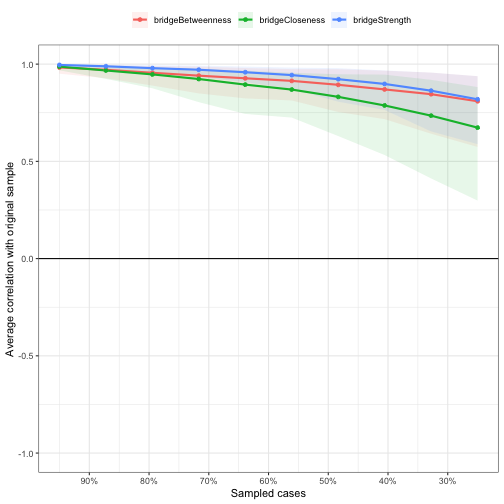 bridgeBetweenness bridgeCloseness bridgeStrength
1.0
0.5
0.0
-0.5
-1.0
Average correlation with original sample
90% 80% 70% 60% 50% 40% 30%
Sampled cases